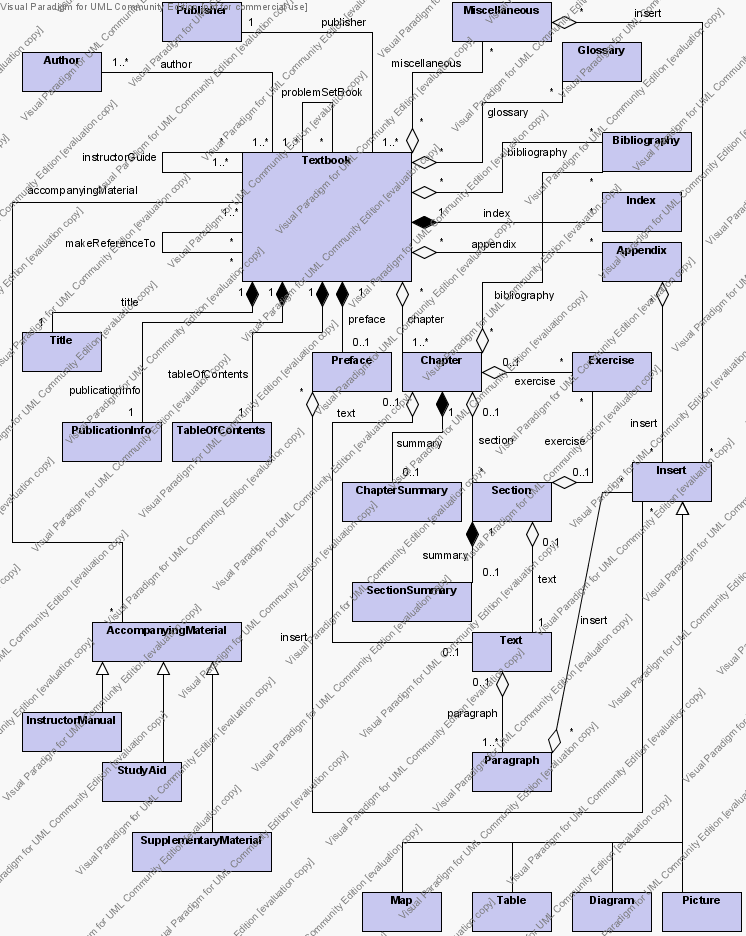 Visual Paradigm for UML Community Edition [not for commercial use]
Publisher
1
publisher
Miscellaneous
*
insert
Author
1..*
author
*
miscellaneous
Glossary
problemSetBook
*
glossary
1..*
1..*
*
1..*
*
instructorGuide
*
1..*
Textbook
*
bibliography
*
Bibliography
accompanyingMaterial
*
*
1..*
1
index
*
Index
makeReferenceTo
*
*
appendix
*
Appendix
*
1
1
1
1
*
*
title
bibliography
1
preface
chapter
*
Title
0..1
1..*
Preface
Chapter
0..1
exercise
*
Exercise
tableOfContents
publicationInfo
*
0..1
1
0..1
*
1
1
text
PublicationInfo
TableOfContents
summary
section
exercise
insert
0..1
*
0..1
*
*
Insert
ChapterSummary
Section
*
*
1
0..1
summary
0..1
text
SectionSummary
*
1
insert
AccompanyingMaterial
insert
Text
0..1
0..1
paragraph
InstructorManual
1..*
*
Paragraph
StudyAid
SupplementaryMaterial
Map
Table
Diagram
Picture